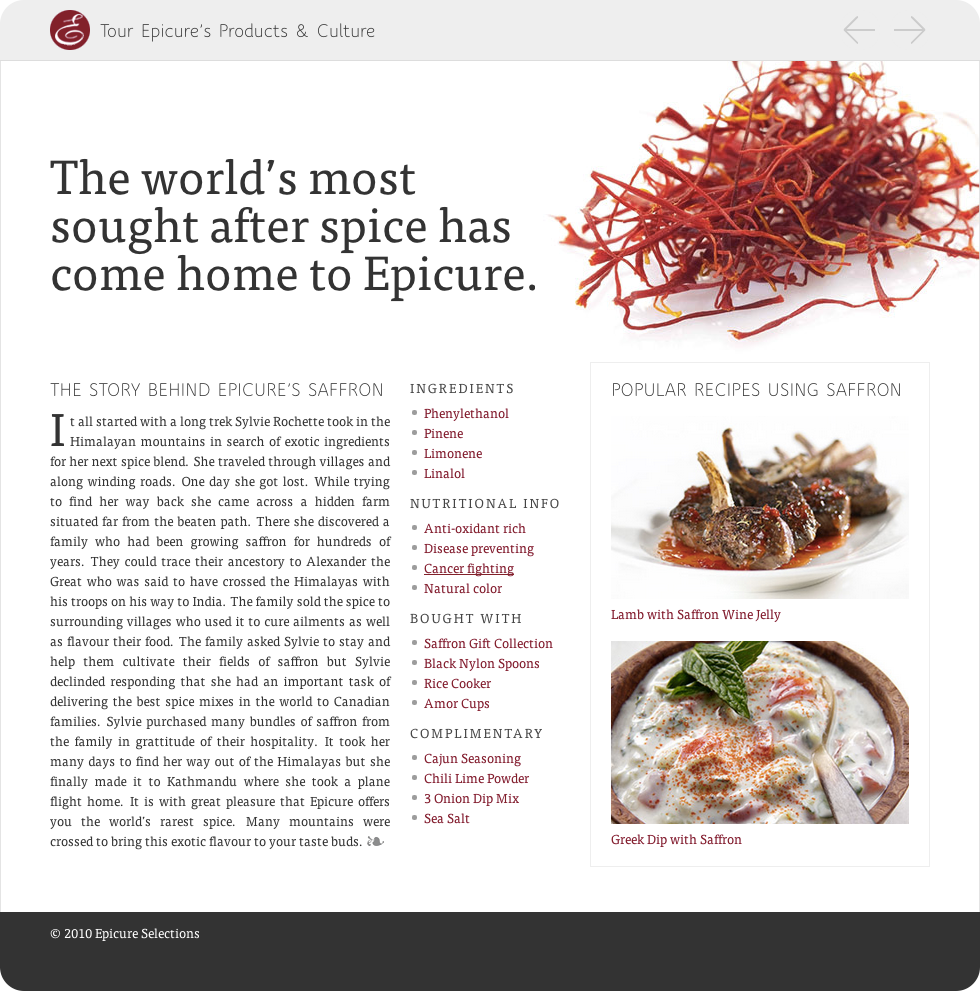 Tour Epicure’s Products & Culture
The world’s most
sought after spice has
come home to Epicure.
THE STORY BEHIND EPICURE’S SAFFRON
It all started with a long trek Sylvie Rochette took in the
Himalayan mountains in search of exotic ingredients
for her next spice blend. She traveled through villages and
along winding roads. One day she got lost. While trying
to find her way back she came across a hidden farm
situated far from the beaten path. There she discovered a
family who had been growing saffron for hundreds of
years. They could trace their ancestory to Alexander the
Great who was said to have crossed the Himalayas with
his troops on his way to India. The family sold the spice to
surrounding villages who used it to cure ailments as well
as flavour their food. The family asked Sylvie to stay and
help them cultivate their fields of saffron but Sylvie
declinded responding that she had an important task of
delivering the best spice mixes in the world to Canadian
families. Sylvie purchased many bundles of saffron from
the family in grattitude of their hospitality. It took her
many days to find her way out of the Himalayas but she
finally made it to Kathmandu where she took a plane
flight home. It is with great pleasure that Epicure offers
you the world’s rarest spice. Many mountains were
crossed to bring this exotic flavour to your taste buds. ❧
INGREDIENTS
Phenylethanol
Pinene
Limonene
Linalol
NUTRITIONAL INFO
Anti-oxidant rich
Disease preventing
Cancer fighting
Natural color
BOUGHT WITH
Saffron Gift Collection
Black Nylon Spoons
Rice Cooker
Amor Cups
COMPLIMENTARY
Cajun Seasoning
Chili Lime Powder
3 Onion Dip Mix
Sea Salt
POPULAR RECIPES USING SAFFRON
Lamb with Saffron Wine Jelly
Greek Dip with Saffron
© 2010 Epicure Selections